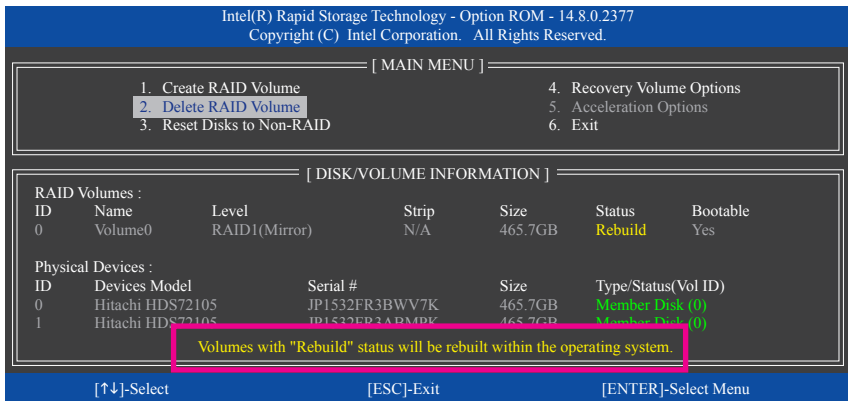 Intel(R) Rapid Storage Technology - Option ROM - 14.8.0.2377
Copyright (C) Intel Corporation. All Rights Reserved.
[ MAIN MENU ]
1. Create RAID Volume 4. Recovery Volume Options
2. Delete RAID Volume 5. Acceleration Options
3. Reset Disks to Non-RAID 6. Exit
[ DISK/VOLUME INFORMATION ]
RAID Volumes :
ID Name Level Strip Size Status Bootable
0 Volume0 RAID1(Mirror) N/A 465.7GB Rebuild Yes
Physical Devices :
ID Devices Model Serial # Size Type/Status(Vol ID)
0 Hitachi HDS72105 JP1532FR3BWV7K 465.7GB Member Disk (0)
1 Hitachi HDS72105 JP1532FR3ABMPK 465.7GB Member Disk (0)
Volumes with "Rebuild" status will be rebuilt within the operating system.
[↑↓]-Select [ESC]-Exit [ENTER]-Select Menu